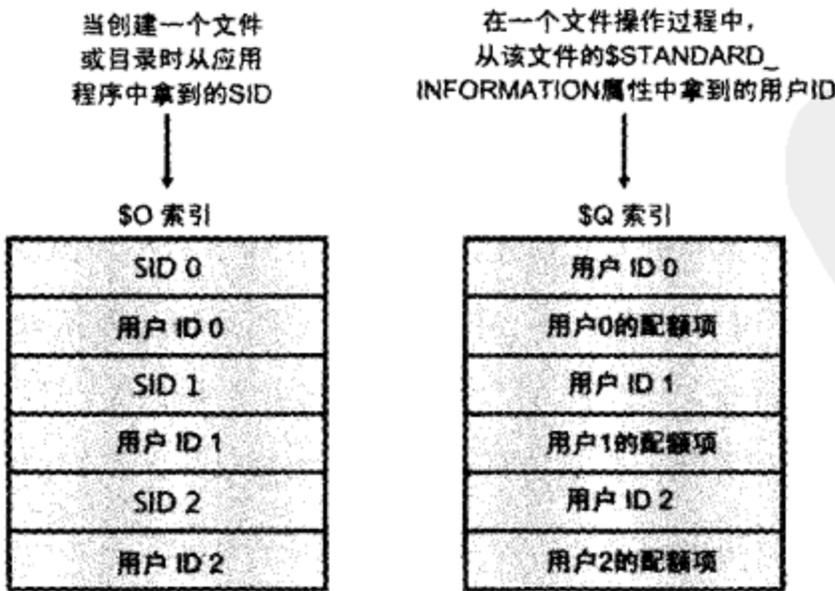 当创建一个文件
或目录时从应用
程序中拿到的SID
$O 索引
SID 0
用户 ID 0
SID 1
用户 ID 1
SID 2
用户 ID 2
在一个文件操作过程中，
从该文件的$STANDARD_
INFORMATION属性中拿到的用户ID
$Q 索引
用户 ID 0
用户0的配额项
用户 ID 1
用户1的配额项
用户 ID 2
用户2的配额项